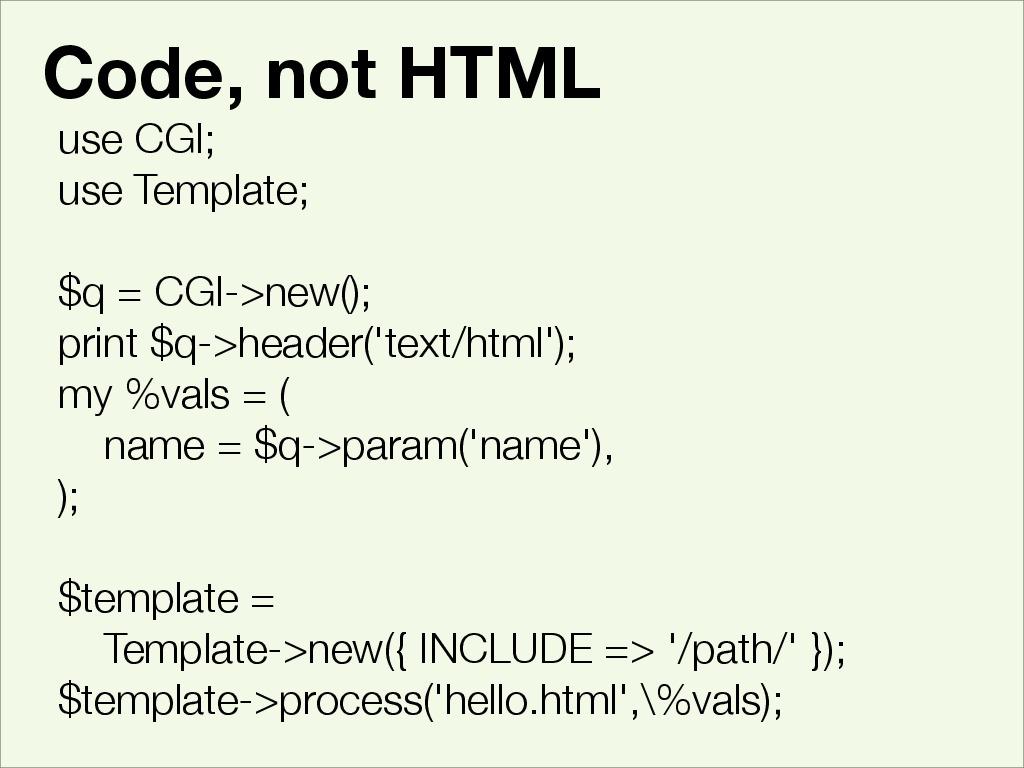 Code, not HTML
use CGI;
use Template;
$q = CGI->new();
print $q->header('text/html');
my %vals = (
name = $q->param('name'),
);
$template =
Template->new({ INCLUDE => '/path/' });
$template->process('hello.html',\%vals);